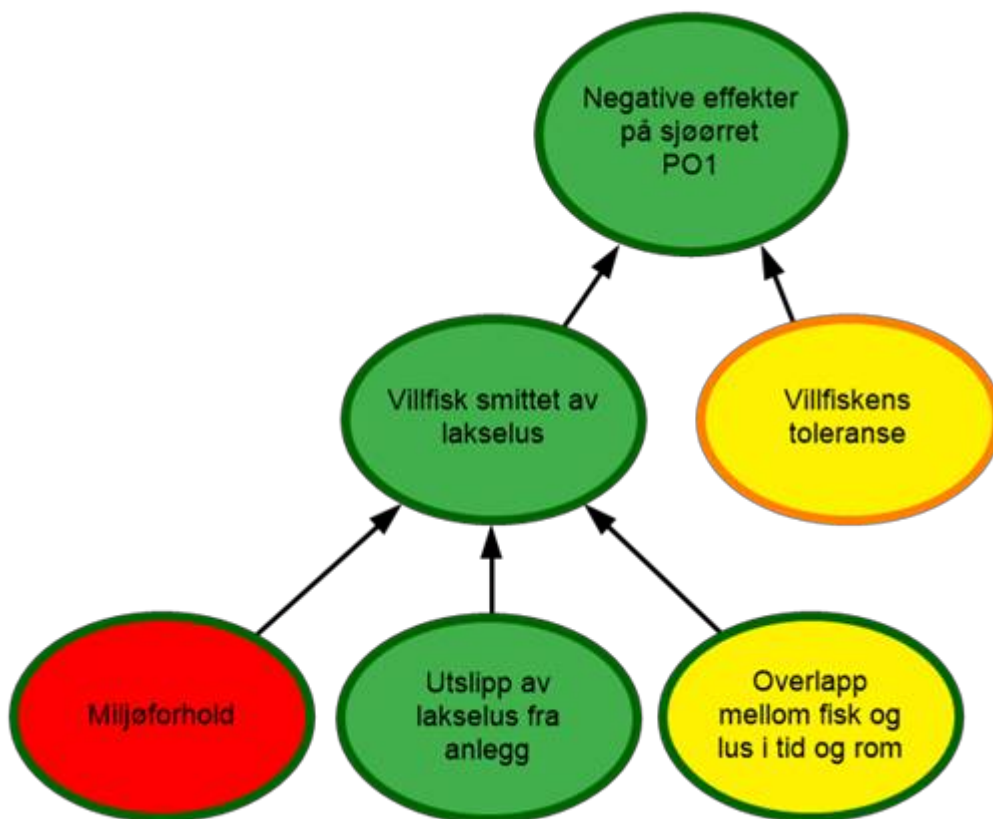 Negative effekter
på sjøørret
PO1
Villfisk smittet av
lakselus
Villfiskens
toleranse
Miljøforhold
Utslipp av
lakselus fra
anlegg
Overlapp
mellom fisk og
lus i tid og rom